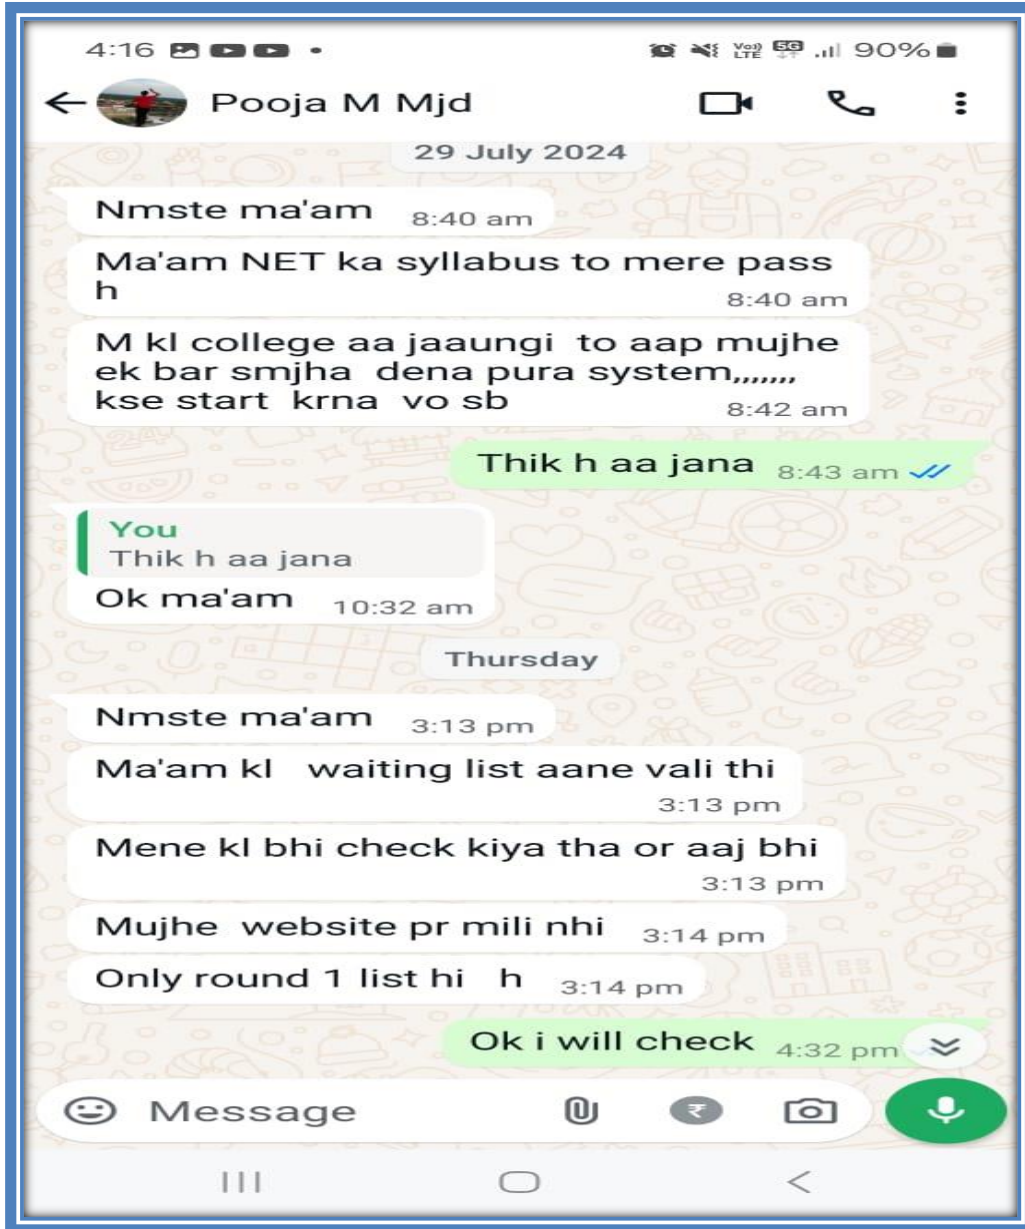 4:16
VoLTE 5G 90%
Pooja M Mjd
29 July 2024
Nmste ma'am 8:40 am
Ma'am NET ka syllabus to mere pass
h 8:40 am
M kl college aa jaaungi to aap mujhe
ek bar smjha dena pura system,,,,,,,
kse start krna vo sb 8:42 am
Thik h aa jana 8:43 am
You
Thik h aa jana
Ok ma'am 10:32 am
Thursday
Nmste ma'am 3:13 pm
Ma'am kl waiting list aane vali thi
3:13 pm
Mene kl bhi check kiya tha or aaj bhi
3:13 pm
Mujhe website pr mili nhi 3:14 pm
Only round 1 list hi h 3:14 pm
Ok i will check 4:32 pm
Message ₹